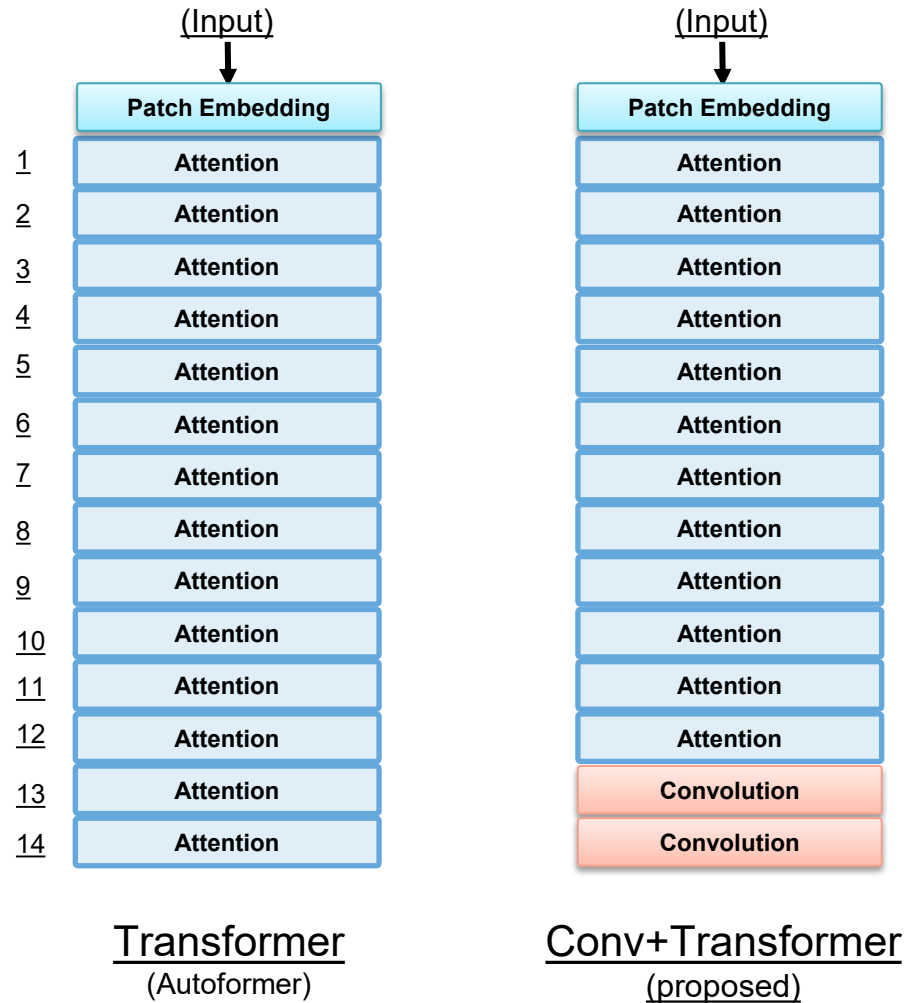 (Input) (Input)
Patch Embedding Patch Embedding
1 Attention Attention
2 Attention Attention
3 Attention Attention
4 Attention Attention
5 Attention Attention
6 Attention Attention
7 Attention Attention
8 Attention Attention
9 Attention Attention
10 Attention Attention
11 Attention Attention
12 Attention Attention
13 Attention Convolution
14 Attention Convolution
Transformer Conv+Transformer
(Autoformer) (proposed)